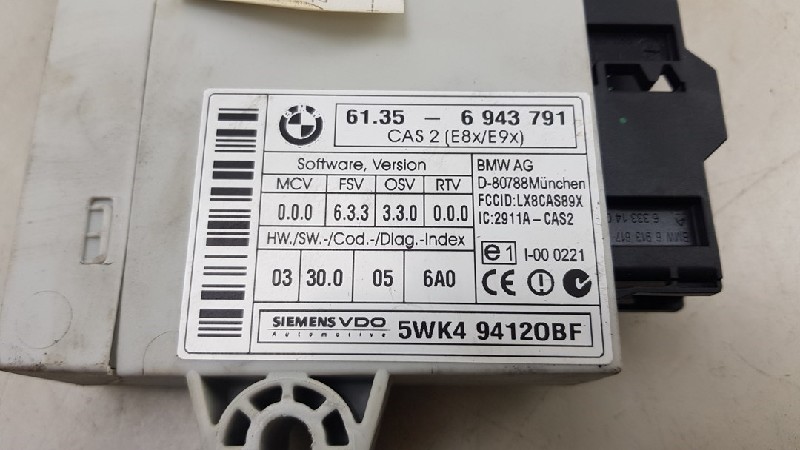 BMW
61.35 - 6 943 791
CAS 2 (E8x/E9x)
Software, Version
MCV FSV OSV RTV
0.0.0 6.3.3 3.3.0 0.0.0
HW./SW.-/Cod.-/Diag.-Index
03 30.0 05 6A0
BMW AG
D-80788München
FCCID:LX8CAS89X
IC:2911A-CAS2
e1 I-00 0221
CE
SIEMENS VDO
Automotive
5WK4 94120BF